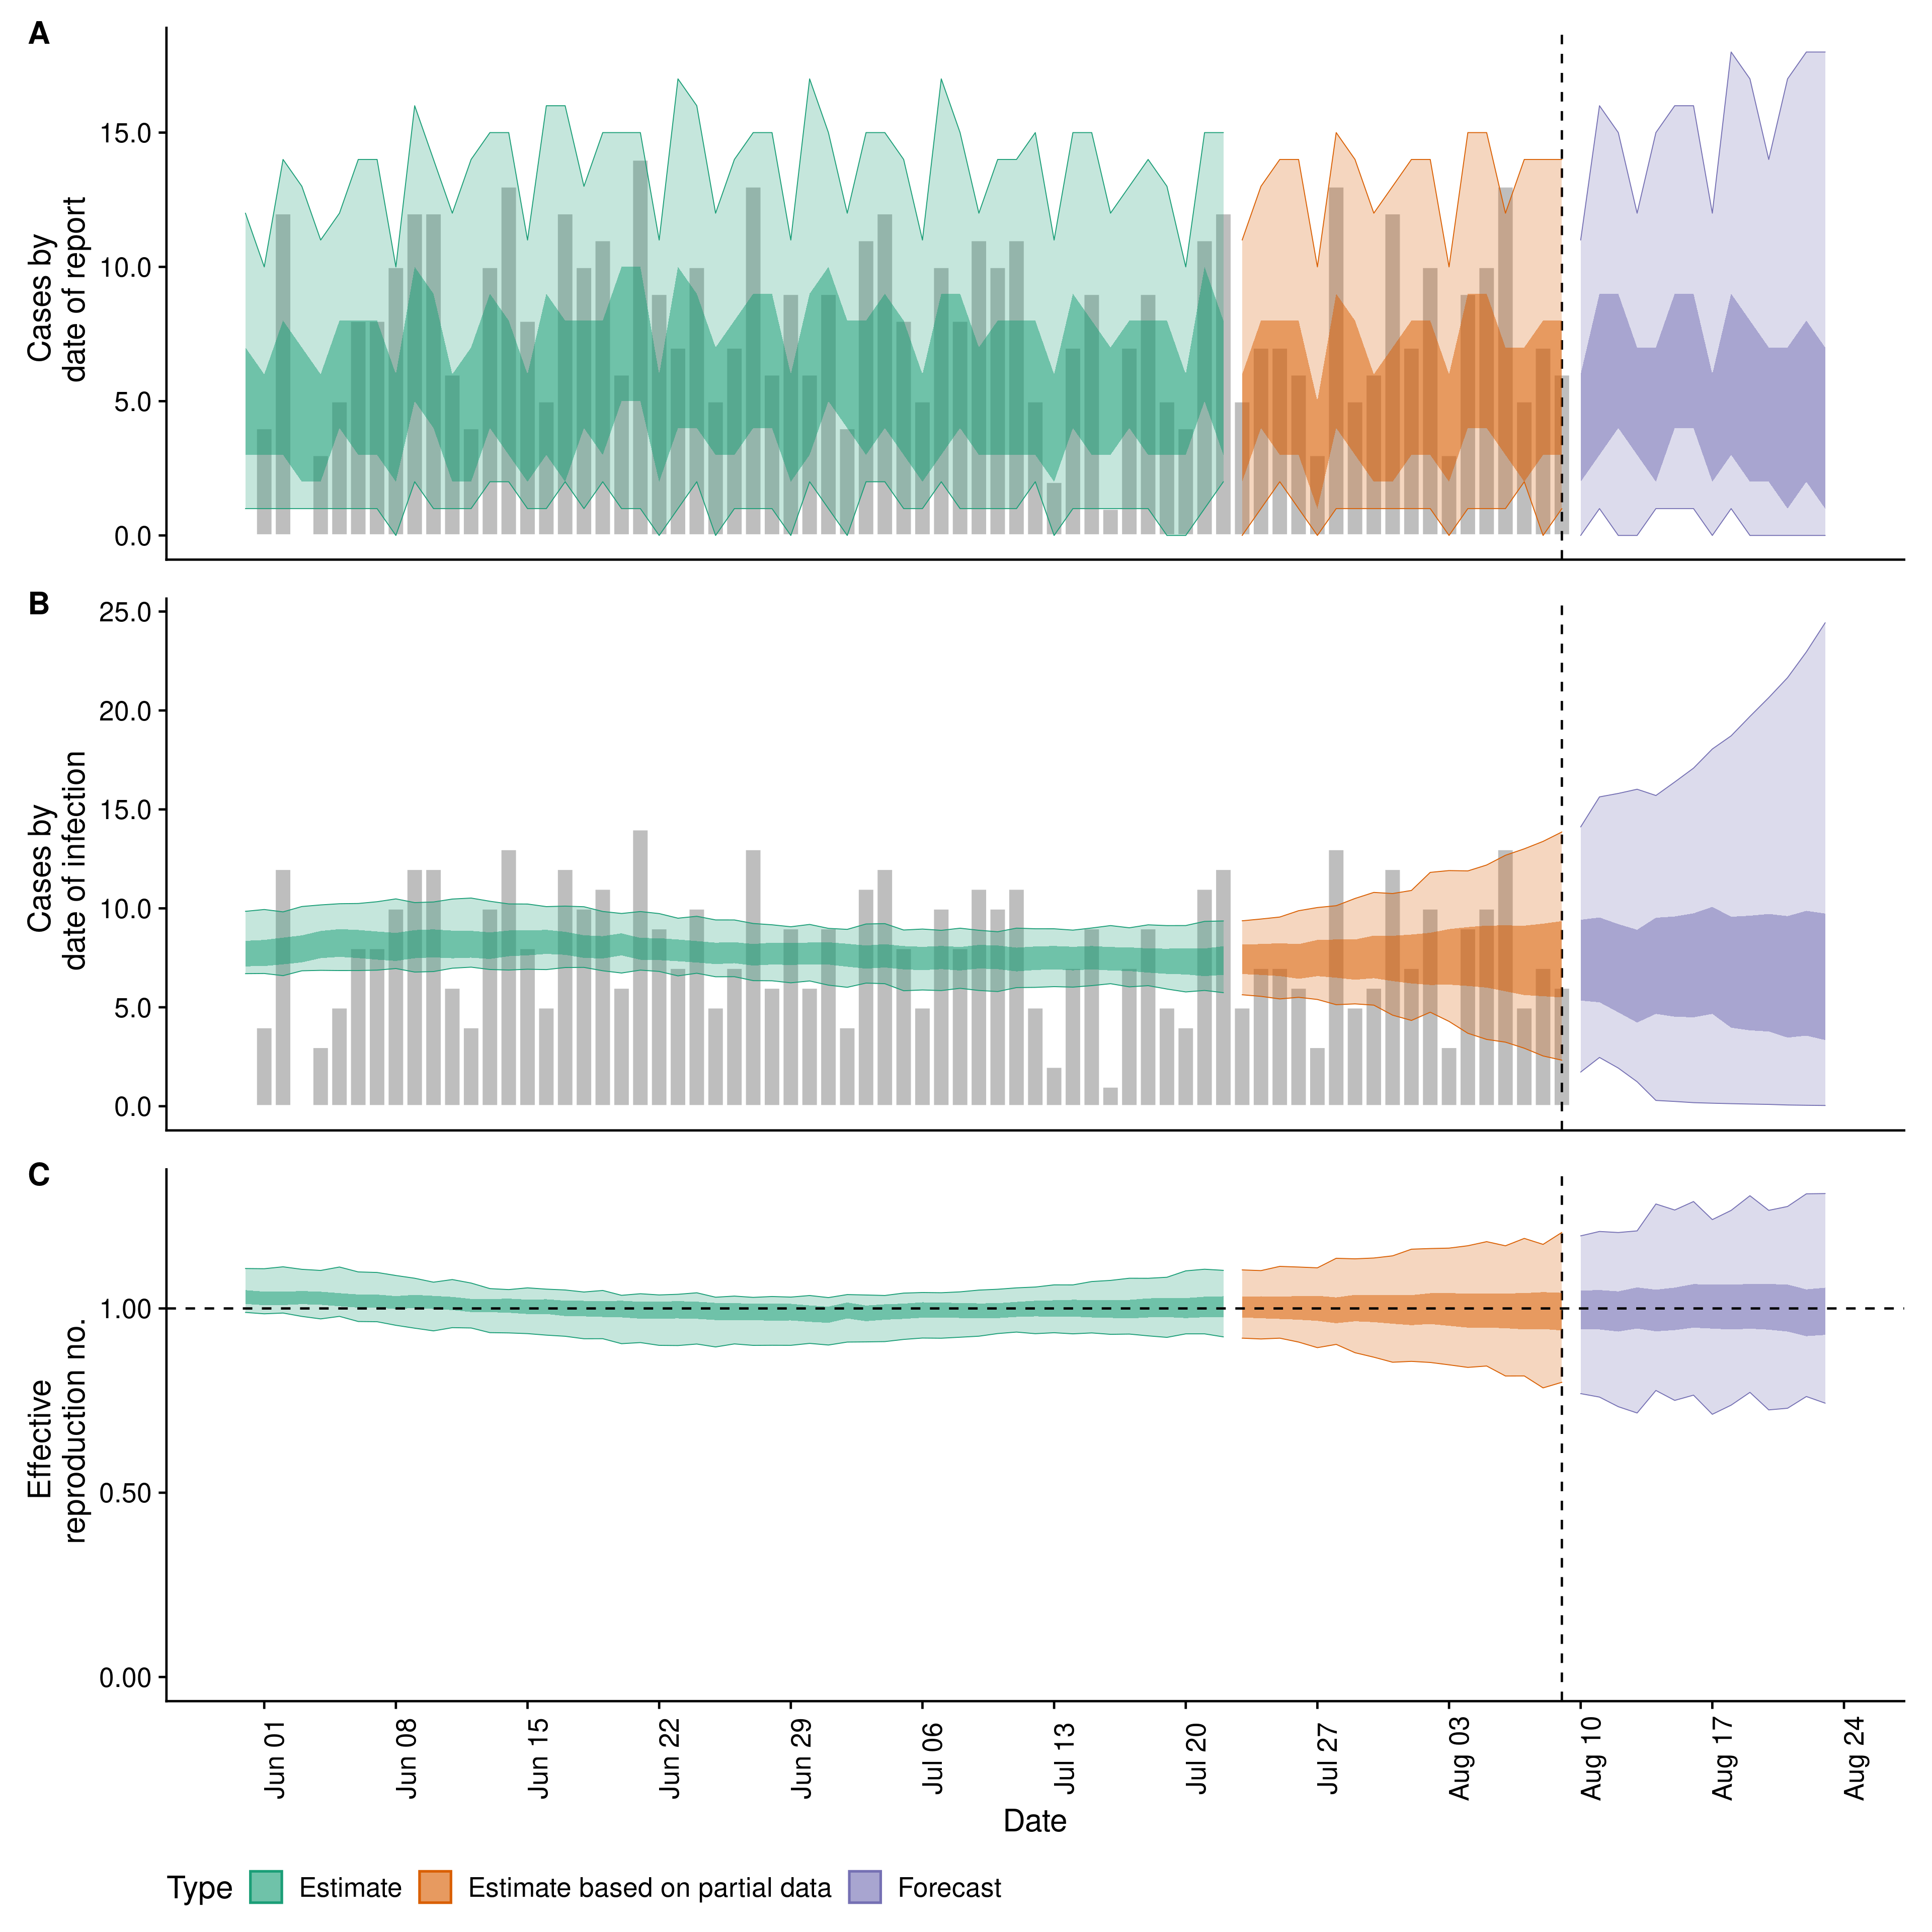 A
15.0
10.0
5.0
0.0
Cases by
date of report
B
25.0
20.0
15.0
10.0
5.0
0.0
Cases by
date of infection
C
1.00
0.50
0.00
Effective
reproduction no.
Jun 01
Jun 08
Jun 15
Jun 22
Jun 29
Jul 06
Jul 13
Jul 20
Jul 27
Aug 03
Aug 10
Aug 17
Aug 24
Date
Type Estimate Estimate based on partial data Forecast